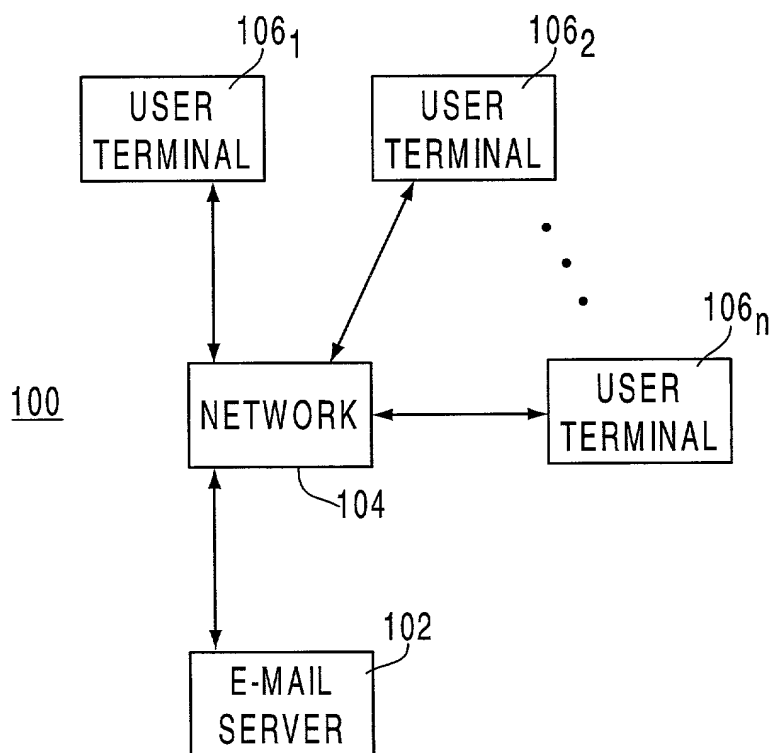 106₁
USER
TERMINAL
106₂
USER
TERMINAL
106ₙ
USER
TERMINAL
100
NETWORK
104
102
E-MAIL
SERVER